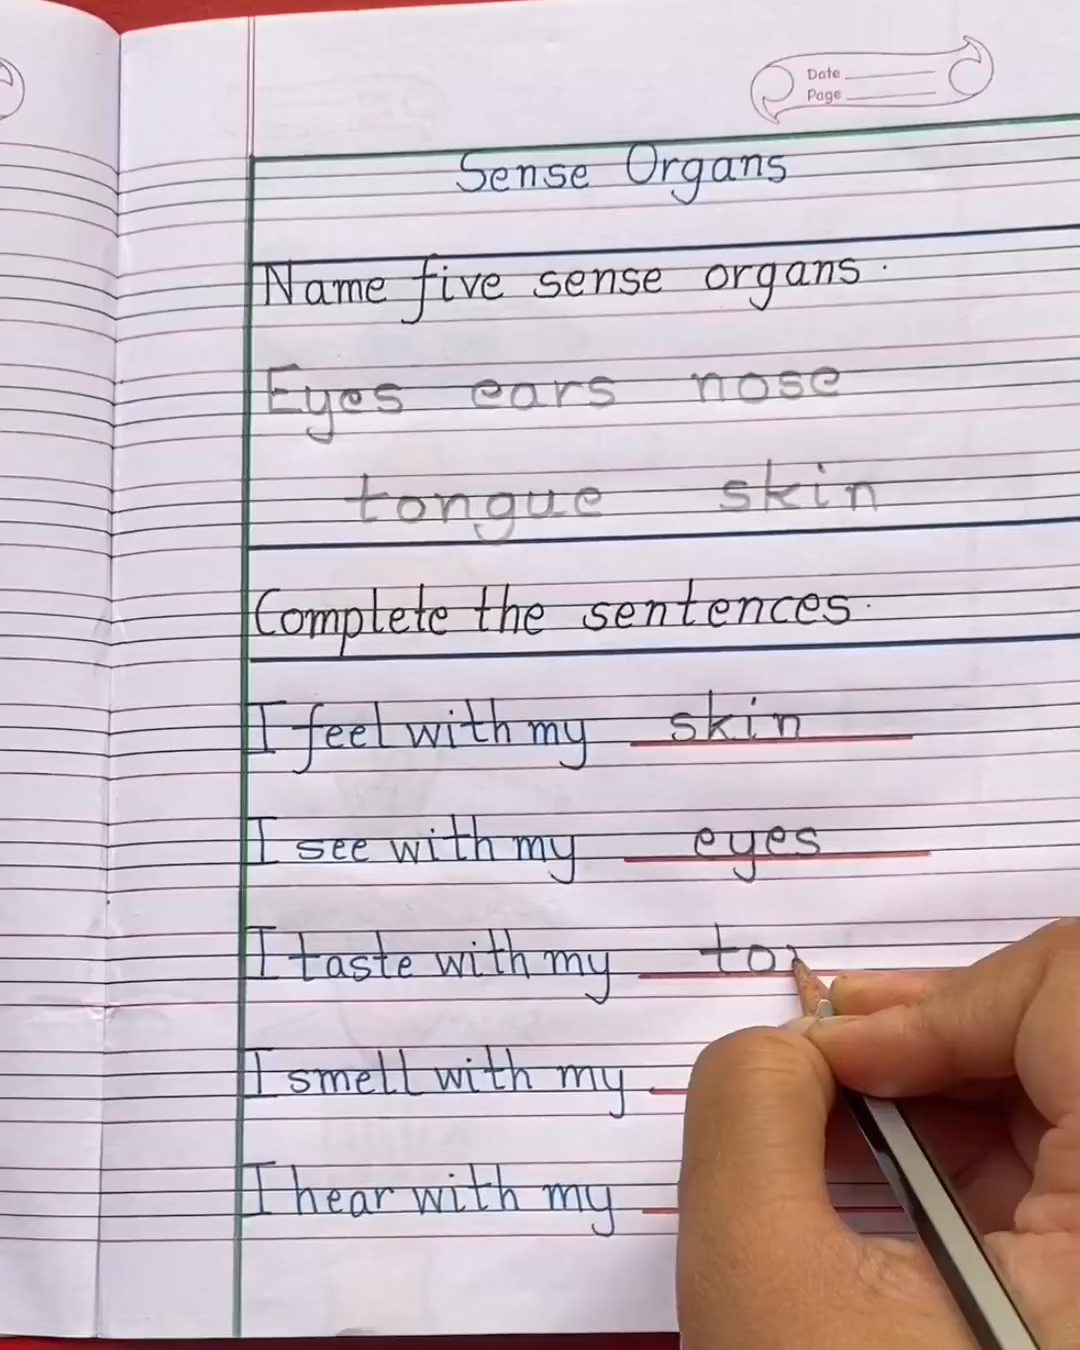 Date
Page
Sense Organs
Name five sense organs.
Eyes ears nose
tongue skin
Complete the sentences.
I feel with my skin
I see with my eyes
I taste with my ton
I smell with my
I hear with my